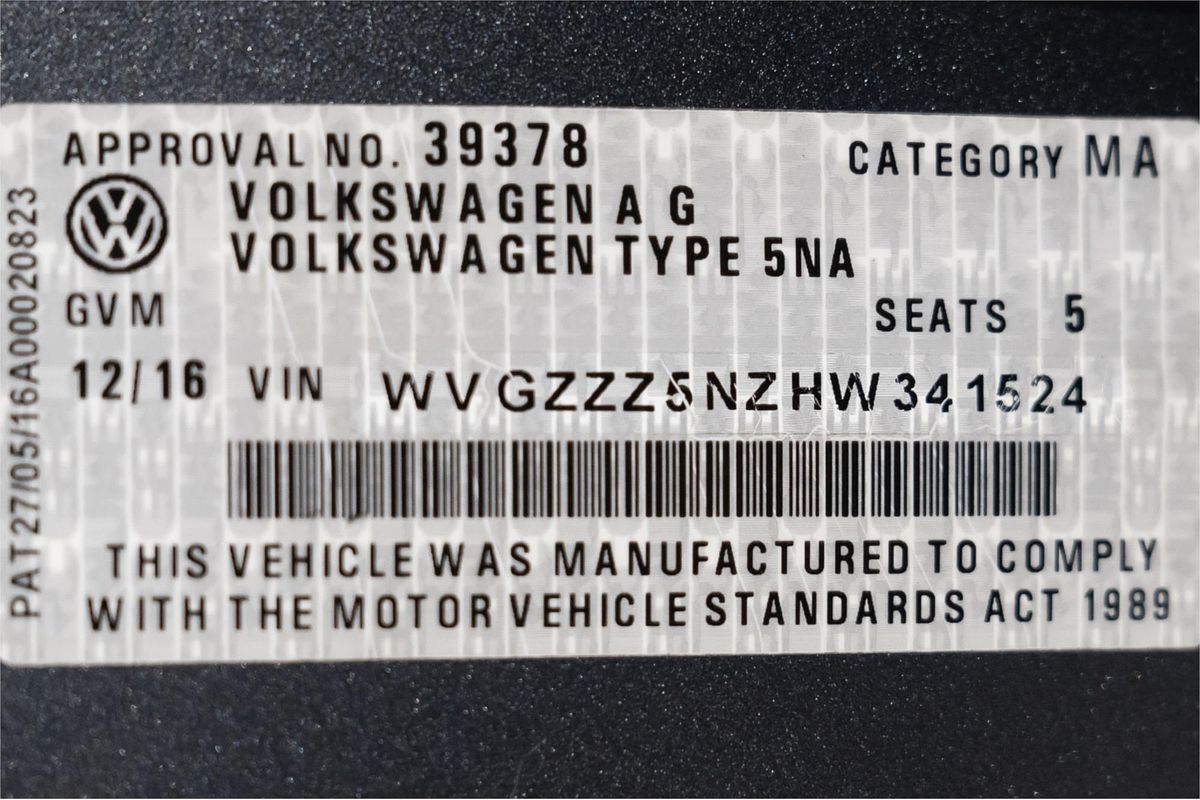 APPROVAL NO. 39378 CATEGORY MA
VOLKSWAGEN AG
VOLKSWAGEN TYPE 5NA
GVM SEATS 5
12/16 VIN WVGZZZ5NZHW341524
THIS VEHICLE WAS MANUFACTURED TO COMPLY
WITH THE MOTOR VEHICLE STANDARDS ACT 1989
PAT27/05/16A000020823